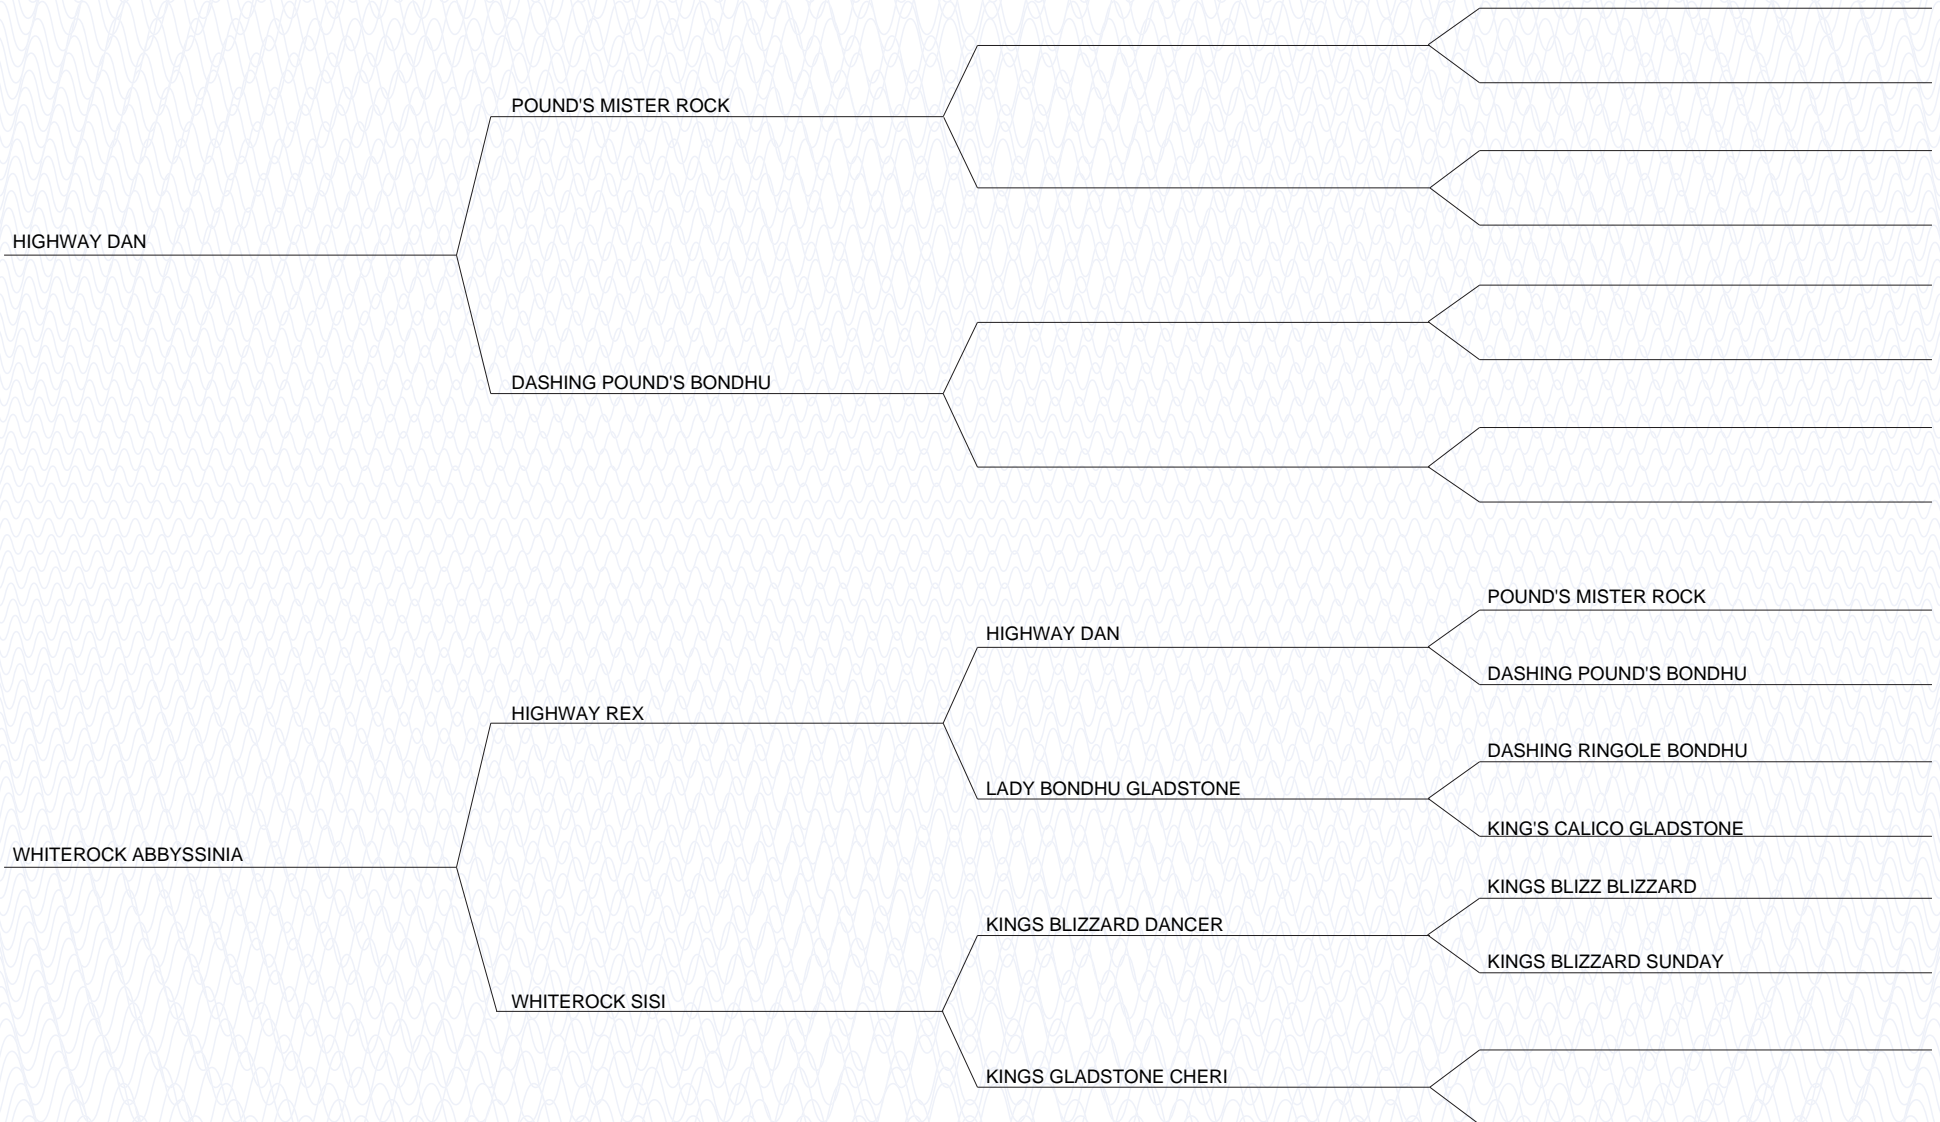 POUND'S MISTER ROCK
HIGHWAY DAN
DASHING POUND'S BONDHU
POUND'S MISTER ROCK
HIGHWAY DAN
DASHING POUND'S BONDHU
HIGHWAY REX
DASHING RINGOLE BONDHU
LADY BONDHU GLADSTONE
KING'S CALICO GLADSTONE
WHITEROCK ABBYSSINIA
KINGS BLIZZ BLIZZARD
KINGS BLIZZARD DANCER
KINGS BLIZZARD SUNDAY
WHITEROCK SISI
KINGS GLADSTONE CHERI